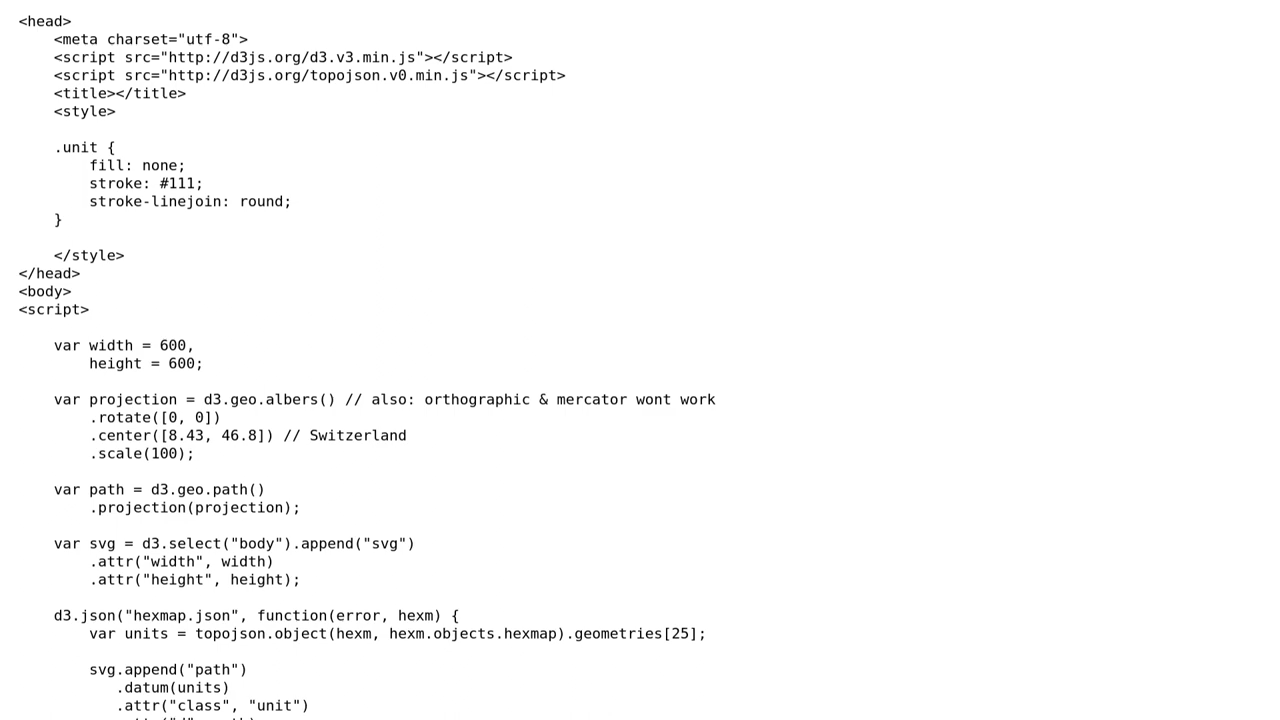 <head>
    <meta charset="utf-8">
    <script src="http://d3js.org/d3.v3.min.js"></script>
    <script src="http://d3js.org/topojson.v0.min.js"></script>
    <title></title>
    <style>

    .unit {
        fill: none;
        stroke: #111;
        stroke-linejoin: round;
    }

    </style>
</head>
<body>
<script>

    var width = 600,
        height = 600;

    var projection = d3.geo.albers() // also: orthographic & mercator wont work
        .rotate([0, 0])
        .center([8.43, 46.8]) // Switzerland
        .scale(100);

    var path = d3.geo.path()
        .projection(projection);

    var svg = d3.select("body").append("svg")
        .attr("width", width)
        .attr("height", height);

    d3.json("hexmap.json", function(error, hexm) {
        var units = topojson.object(hexm, hexm.objects.hexmap).geometries[25];

        svg.append("path")
           .datum(units)
           .attr("class", "unit")